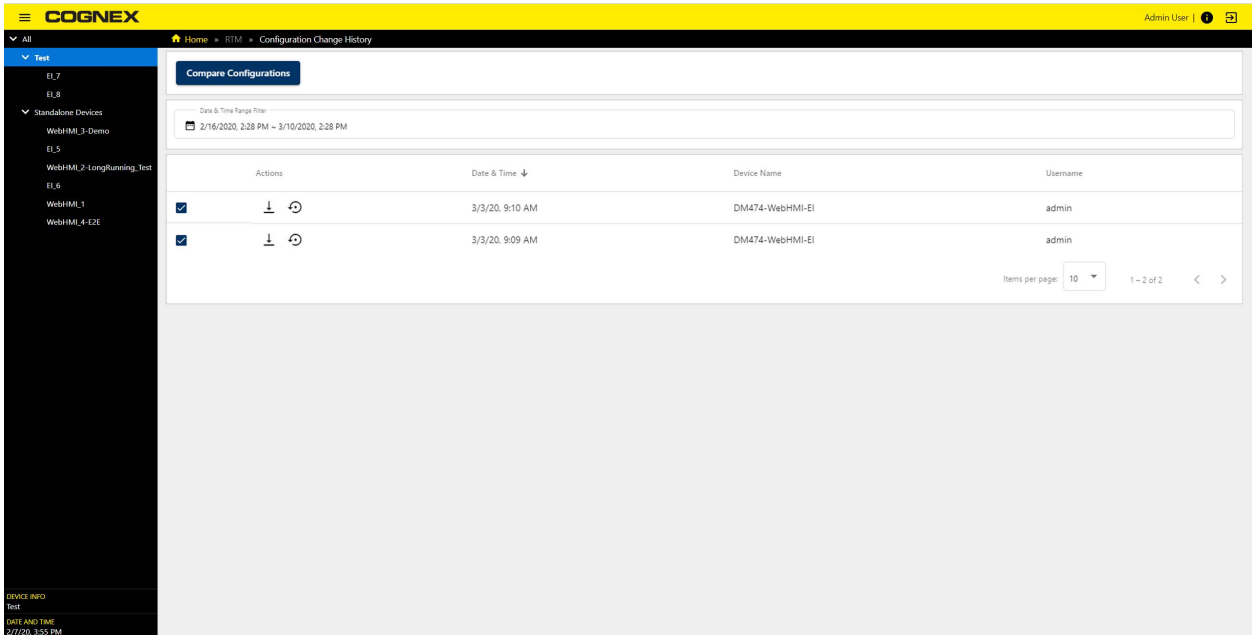 COGNEX
Admin User |
All
Home » RTM » Configuration Change History
Test
EI_7
EI_8
Standalone Devices
WebHMI_3-Demo
EI_5
WebHMI_2-LongRunning_Test
EI_6
WebHMI_1
WebHMI_4-E2E
Compare Configurations
Date & Time Range Filter
2/16/2020, 2:28 PM ~ 3/10/2020, 2:28 PM
Actions Date & Time Device Name Username
3/3/20, 9:10 AM DM474-WebHMI-EI admin
3/3/20, 9:09 AM DM474-WebHMI-EI admin
Items per page: 10 1 – 2 of 2
DEVICE INFO
Test
DATE AND TIME
2/7/20, 3:55 PM